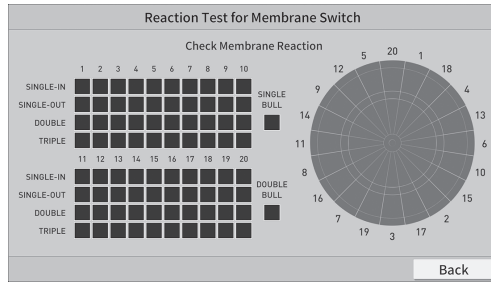 Reaction Test for Membrane Switch
Check Membrane Reaction
1 2 3 4 5 6 7 8 9 10
SINGLE-IN
SINGLE-OUT
DOUBLE
TRIPLE
SINGLE
BULL
11 12 13 14 15 16 17 18 19 20
SINGLE-IN
SINGLE-OUT
DOUBLE
TRIPLE
DOUBLE
BULL
20
1
18
4
13
6
10
15
2
17
3
19
7
16
8
11
14
9
12
5
Back